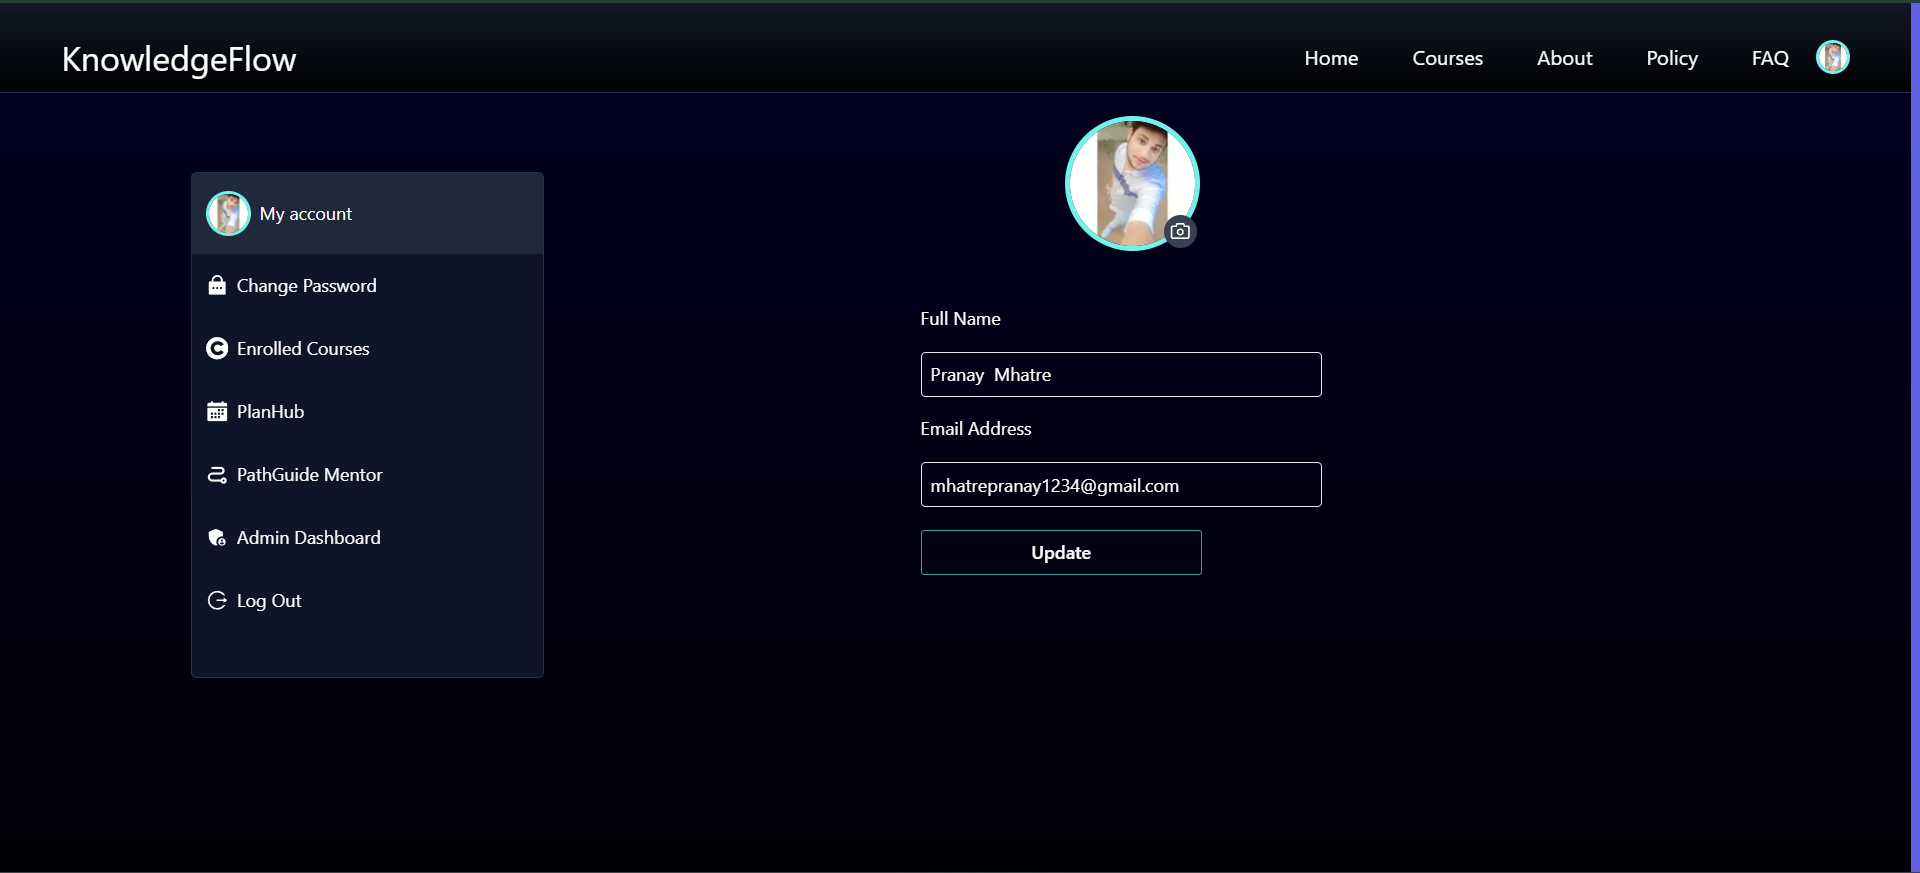 KnowledgeFlow
Home Courses About Policy FAQ
My account
Change Password
Enrolled Courses
PlanHub
PathGuide Mentor
Admin Dashboard
Log Out
Full Name
Pranay  Mhatre
Email Address
mhatrepranay1234@gmail.com
Update